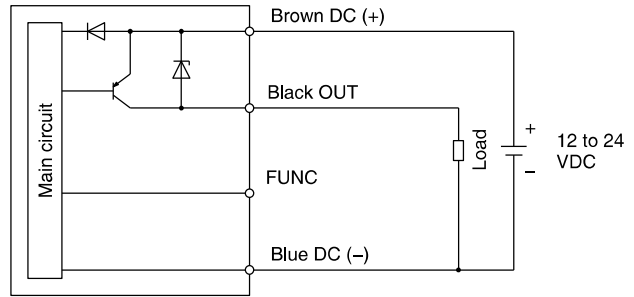 Brown DC (+)
Main circuit
Black OUT
Load
+
−
12 to 24
VDC
FUNC
Blue DC (−)